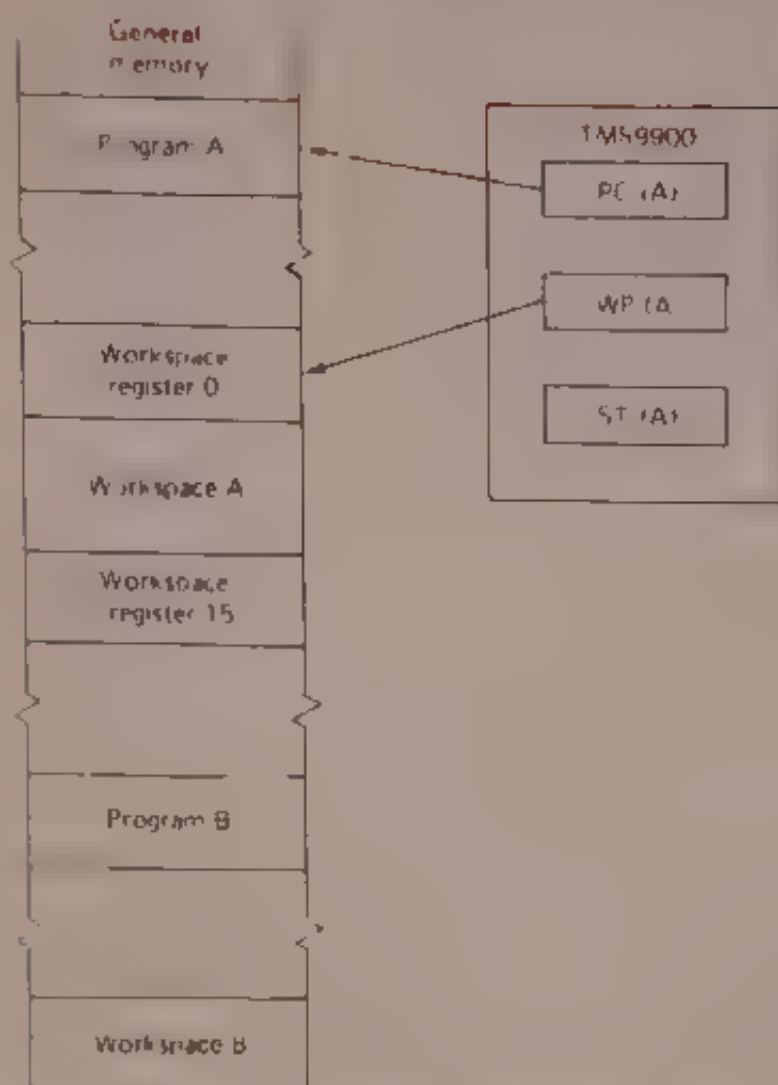 General
memory
Program A
TMS9900
PC (A)
WP (A
ST (A)
Workspace
register 0
Workspace A
Workspace
register 15
Program B
Workspace B